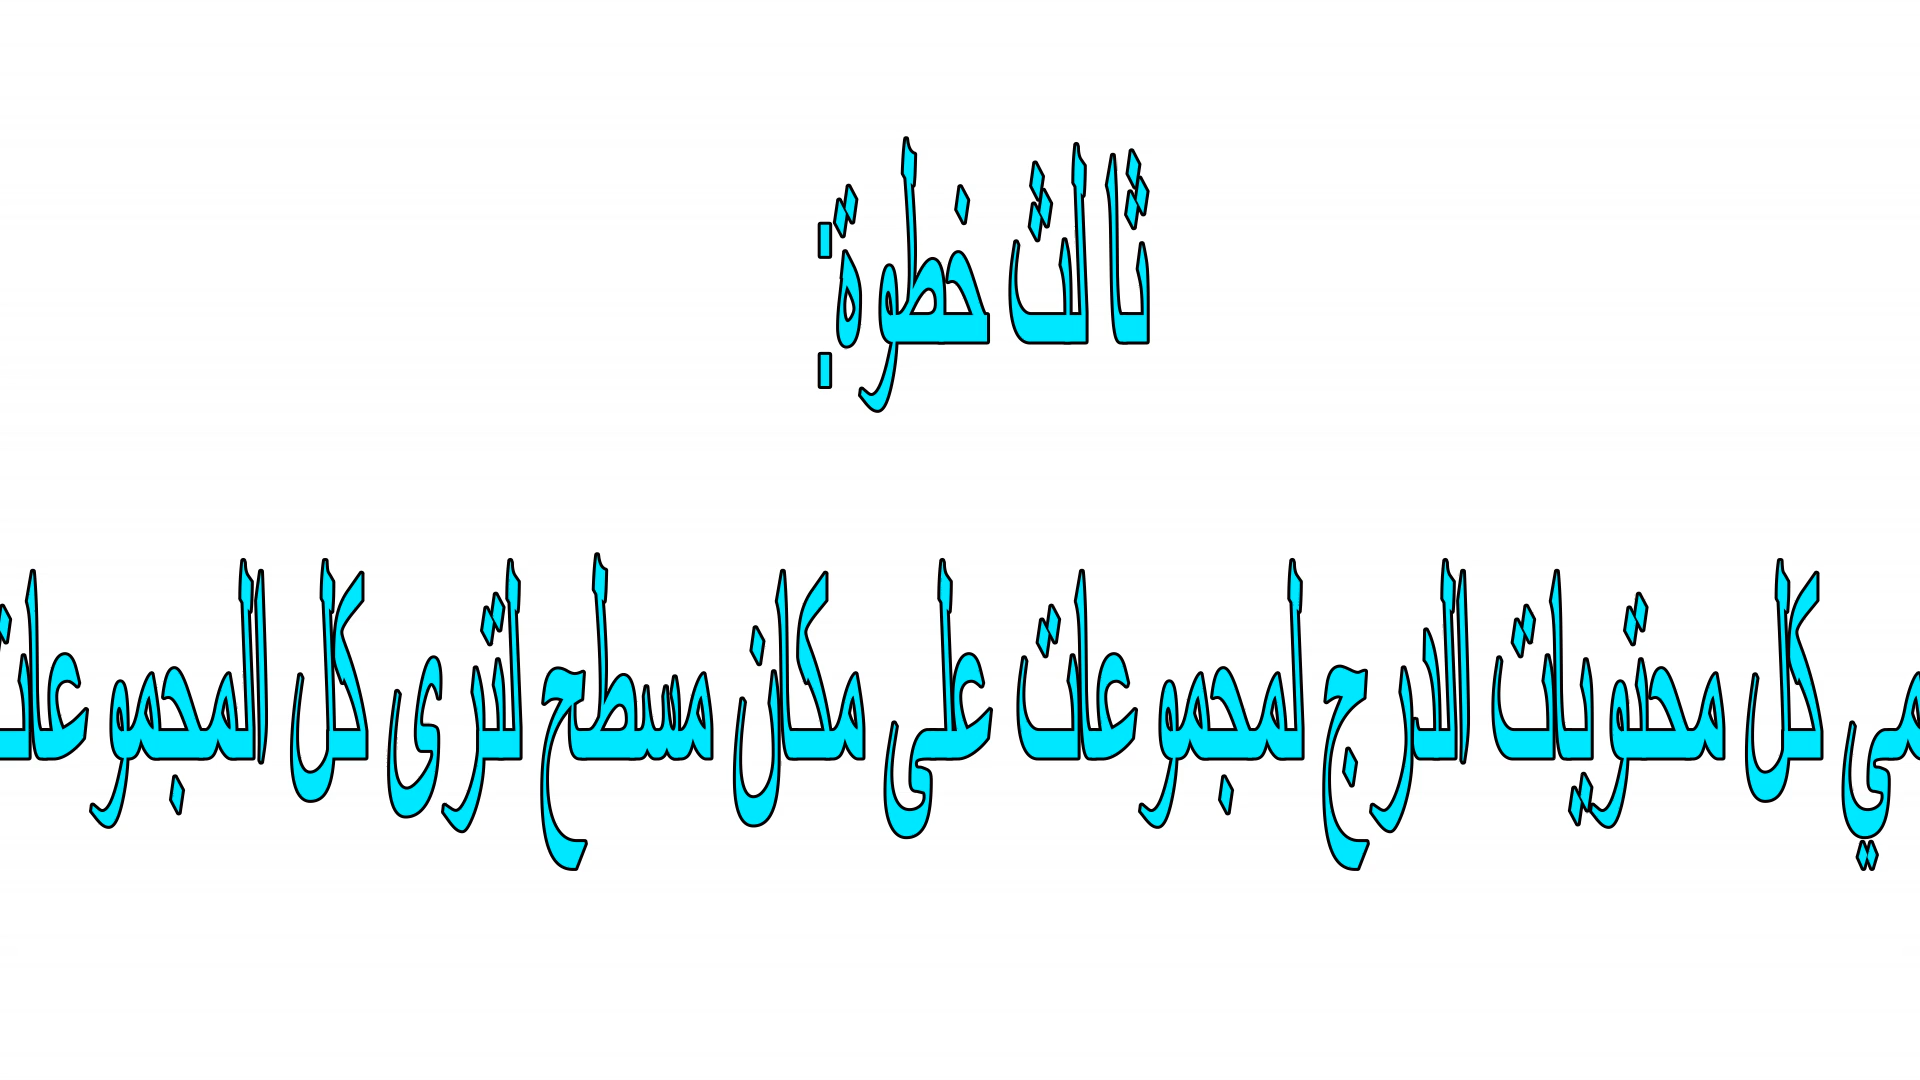 ثالث خطوة:
كل محتويات الدرج لمجموعات على مكان مسطح لترى كل المجموعات